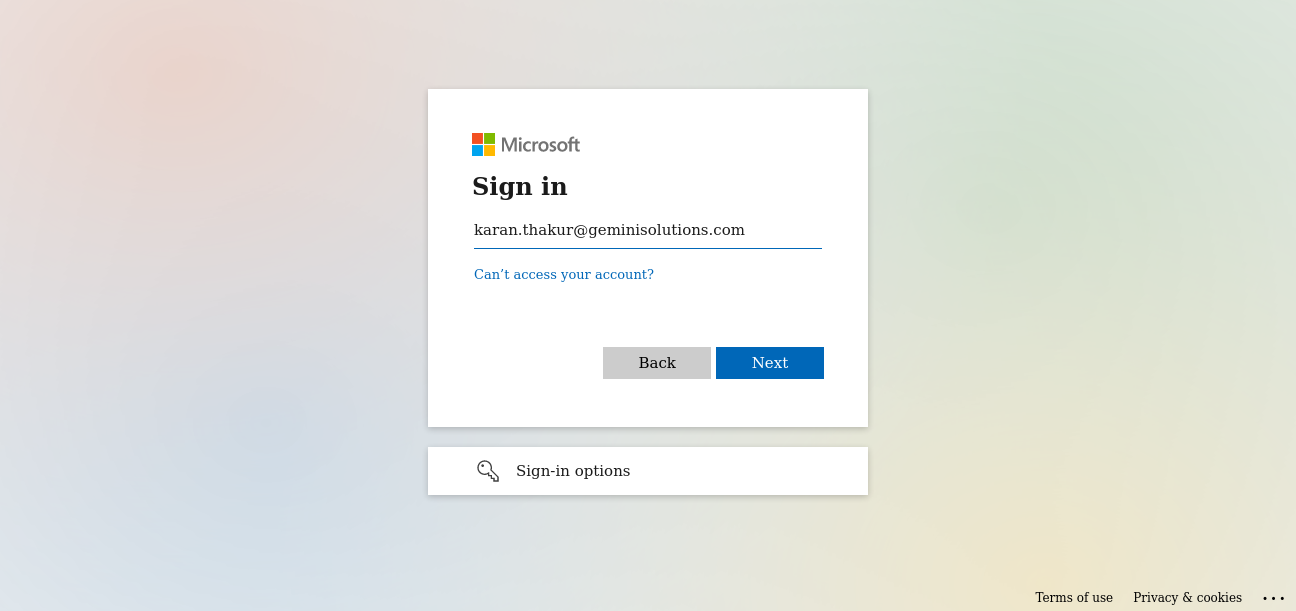 Microsoft
Sign in
karan.thakur@geminisolutions.com
Can’t access your account?
Back
Next
Sign-in options
Terms of use
Privacy & cookies